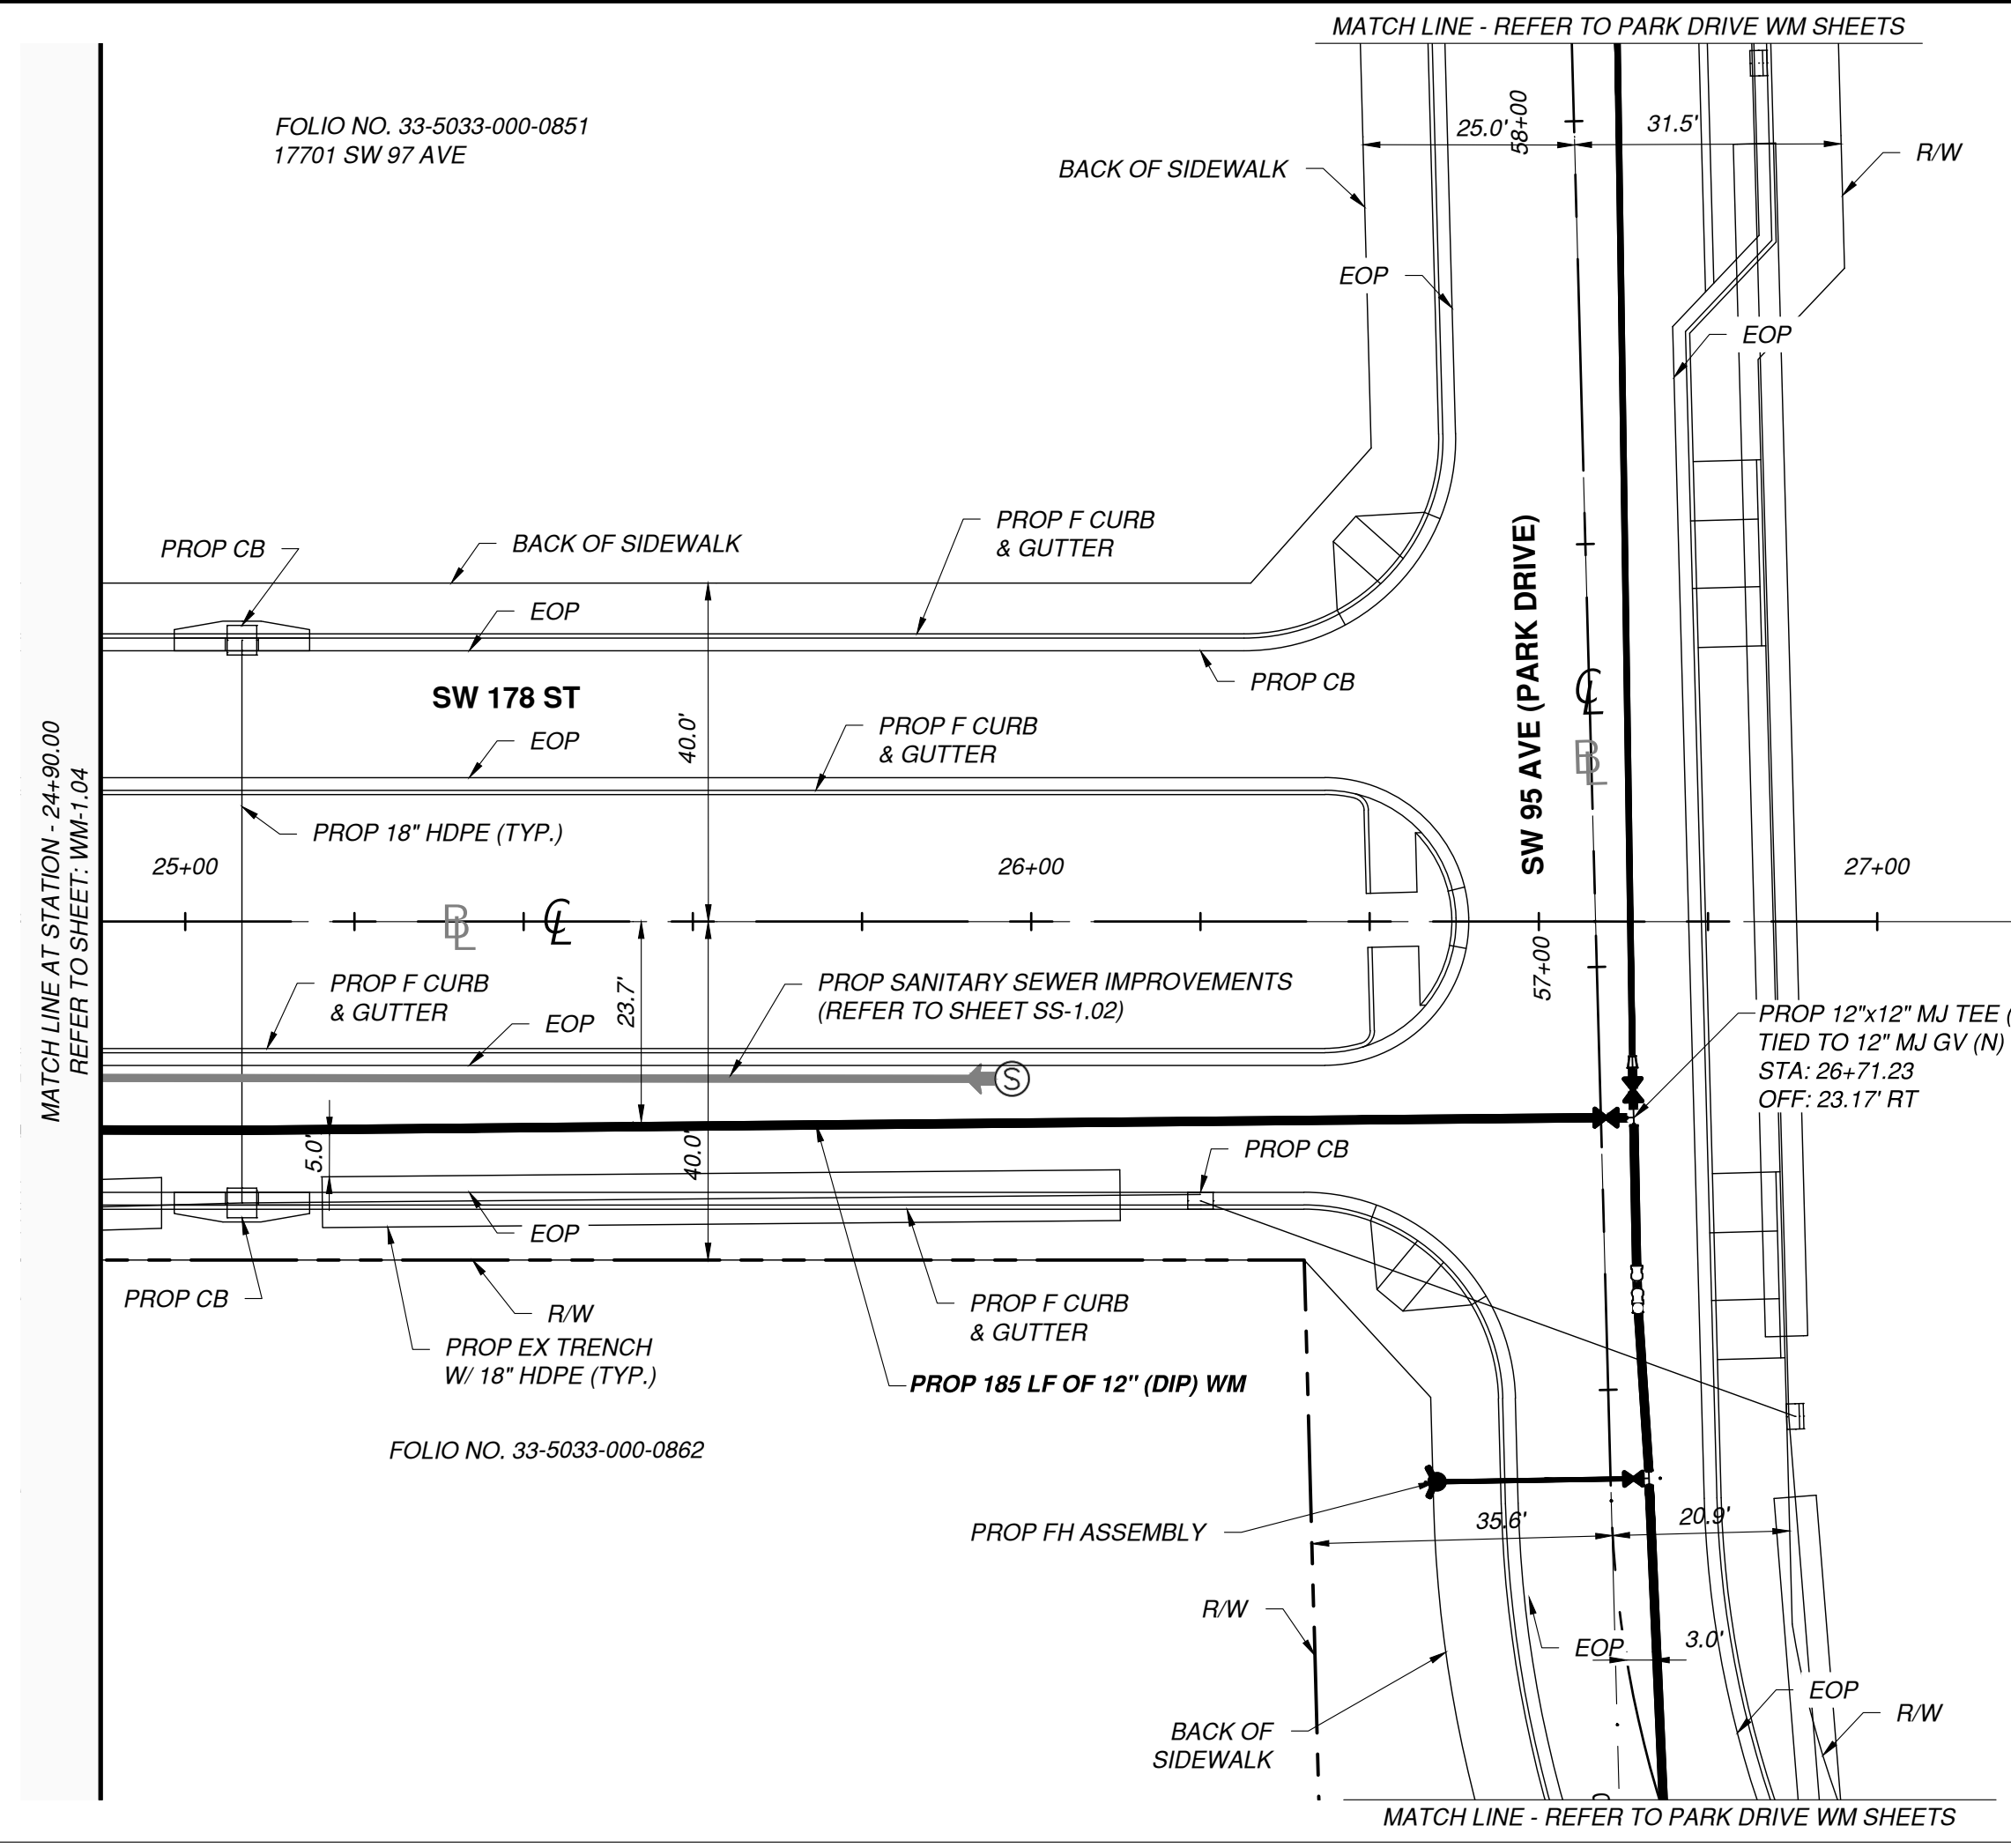 MATCH LINE - REFER TO PARK DRIVE WM SHEETS
FOLIO NO. 33-5033-000-0851
17701 SW 97 AVE
58+00
25.0'
31.5'
BACK OF SIDEWALK
R/W
EOP
EOP
PROP CB
BACK OF SIDEWALK
PROP F CURB
& GUTTER
EOP
PROP CB
SW 178 ST
40.0'
PROP F CURB
& GUTTER
EOP
SW 95 AVE (PARK DRIVE)
CL
BL
MATCH LINE AT STATION - 24+90.00
REFER TO SHEET: WM-1.04
PROP 18" HDPE (TYP.)
25+00
26+00
27+00
BL
CL
57+00
PROP F CURB
& GUTTER
EOP
23.7'
PROP SANITARY SEWER IMPROVEMENTS
(REFER TO SHEET SS-1.02)
S
PROP 12"x12" MJ TEE (
TIED TO 12" MJ GV (N)
STA: 26+71.23
OFF: 23.17' RT
5.0'
40.0'
PROP CB
EOP
PROP CB
R/W
PROP F CURB
& GUTTER
PROP EX TRENCH
W/ 18" HDPE (TYP.)
PROP 185 LF OF 12" (DIP) WM
FOLIO NO. 33-5033-000-0862
PROP FH ASSEMBLY
35.6'
20.9'
R/W
EOP
3.0'
EOP
R/W
BACK OF
SIDEWALK
MATCH LINE - REFER TO PARK DRIVE WM SHEETS